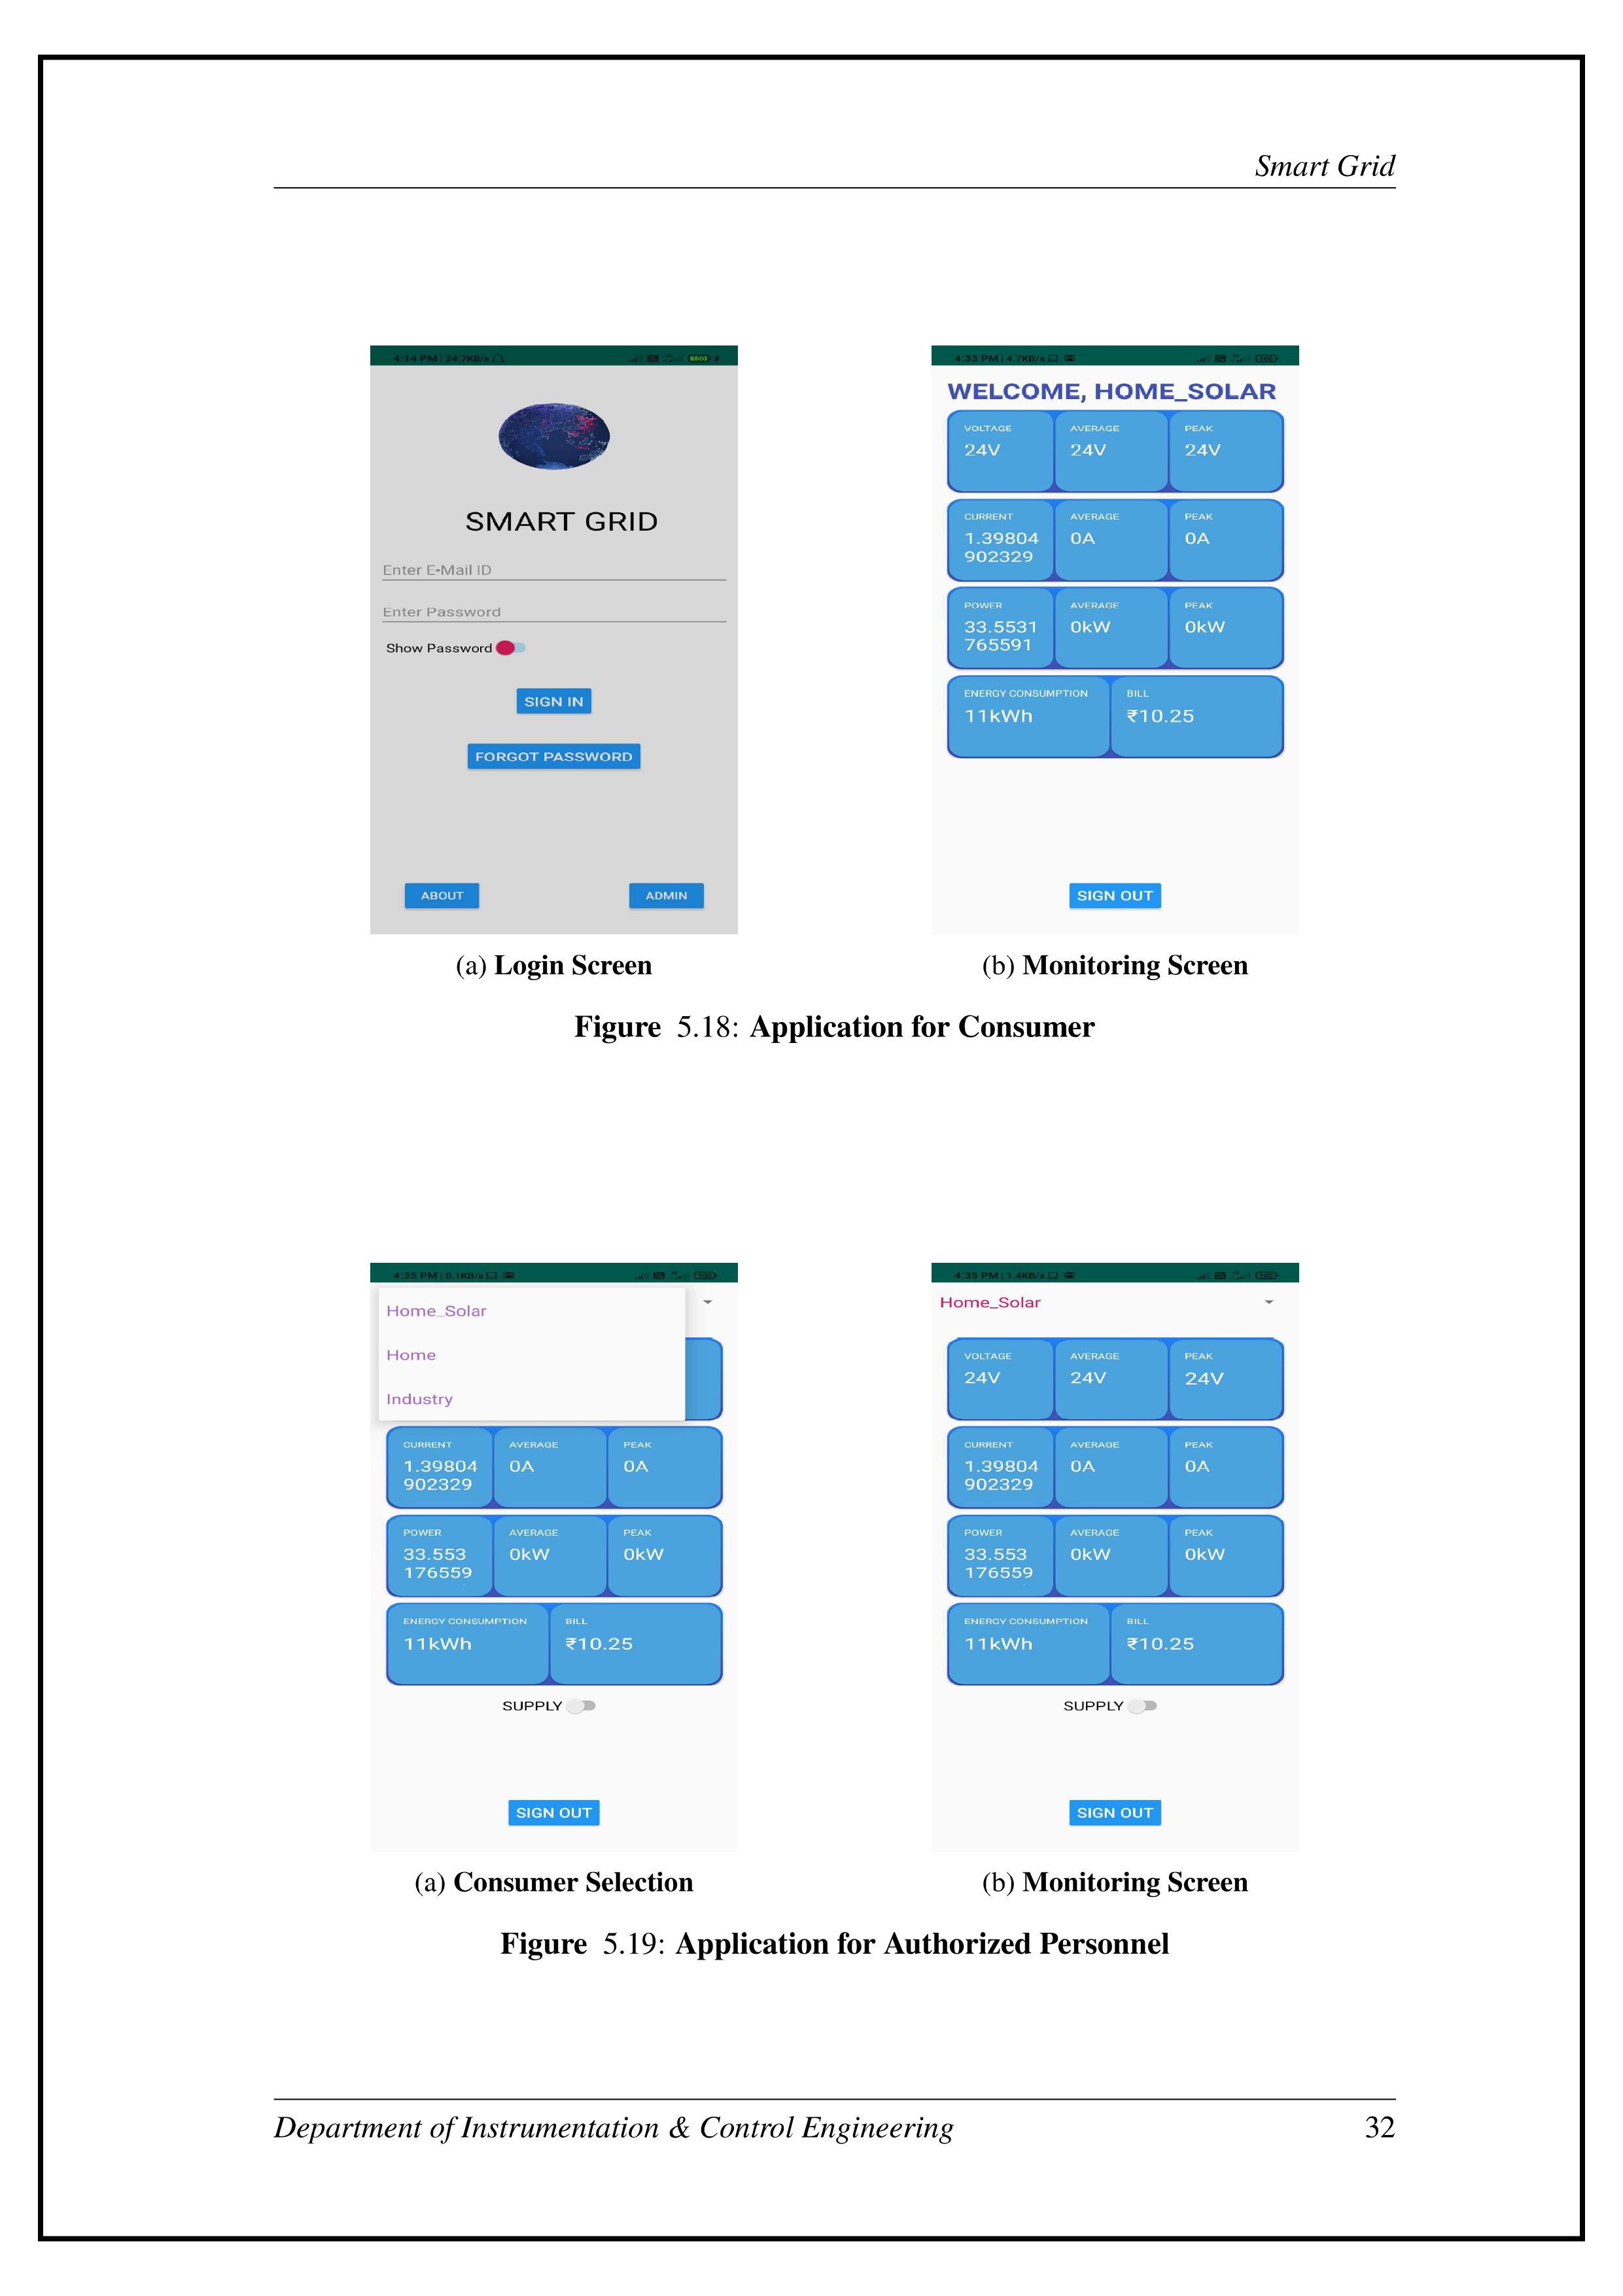 Smart Grid
4:14 PM | 24.7KB/s
SMART GRID
Enter E-Mail ID
Enter Password
Show Password
SIGN IN
FORGOT PASSWORD
ABOUT
ADMIN
(a) Login Screen
4:33 PM | 4.7KB/s
WELCOME, HOME_SOLAR
VOLTAGE AVERAGE PEAK
24V 24V 24V
CURRENT AVERAGE PEAK
1.39804 0A 0A
902329
POWER AVERAGE PEAK
33.5531 0kW 0kW
765591
ENERGY CONSUMPTION BILL
11kWh ₹10.25
SIGN OUT
(b) Monitoring Screen
Figure 5.18: Application for Consumer
4:35 PM | 0.1KB/s
Home_Solar
Home
Industry
CURRENT AVERAGE PEAK
1.39804 0A 0A
902329
POWER AVERAGE PEAK
33.553 0kW 0kW
176559
ENERGY CONSUMPTION BILL
11kWh ₹10.25
SUPPLY
SIGN OUT
(a) Consumer Selection
4:35 PM | 1.4KB/s
Home_Solar
VOLTAGE AVERAGE PEAK
24V 24V 24V
CURRENT AVERAGE PEAK
1.39804 0A 0A
902329
POWER AVERAGE PEAK
33.553 0kW 0kW
176559
ENERGY CONSUMPTION BILL
11kWh ₹10.25
SUPPLY
SIGN OUT
(b) Monitoring Screen
Figure 5.19: Application for Authorized Personnel
Department of Instrumentation & Control Engineering 32